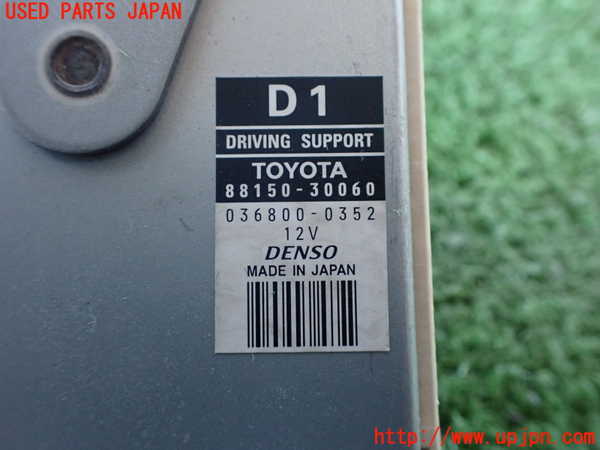 USED PARTS JAPAN
D1
DRIVING SUPPORT
TOYOTA
88150-30060
036800-0352
12V
DENSO
MADE IN JAPAN
http://www.upjpn.com